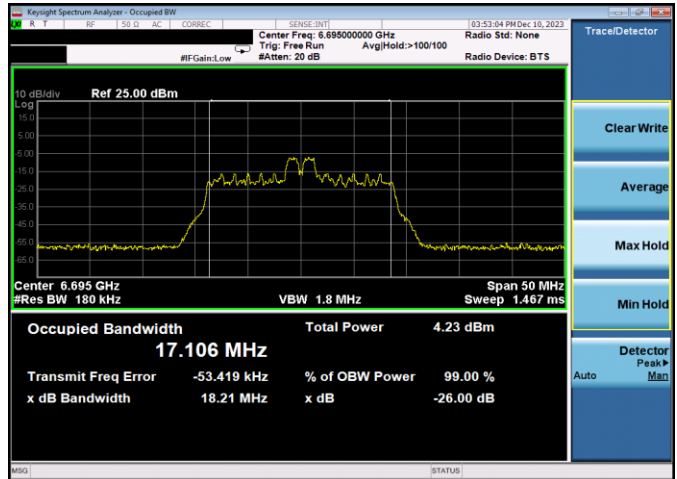 Keysight Spectrum Analyzer - Occupied BW
LXI R T RF 50 Ω AC CORREC SENSE:INT 03:53:04 PM Dec 10, 2023
Center Freq: 6.695000000 GHz Radio Std: None
Trig: Free Run Avg|Hold:>100/100
#IFGain:Low #Atten: 20 dB Radio Device: BTS
Trace/Detector
10 dB/div Ref 25.00 dBm
Log
15.0
5.00
-5.00
-15.0
-25.0
-35.0
-45.0
-55.0
-65.0
Center 6.695 GHz Span 50 MHz
#Res BW 180 kHz VBW 1.8 MHz Sweep 1.467 ms
Occupied Bandwidth Total Power 4.23 dBm
17.106 MHz
Transmit Freq Error -53.419 kHz % of OBW Power 99.00 %
x dB Bandwidth 18.21 MHz x dB -26.00 dB
Clear Write
Average
Max Hold
Min Hold
Detector
Peak▶
Auto Man
MSG STATUS